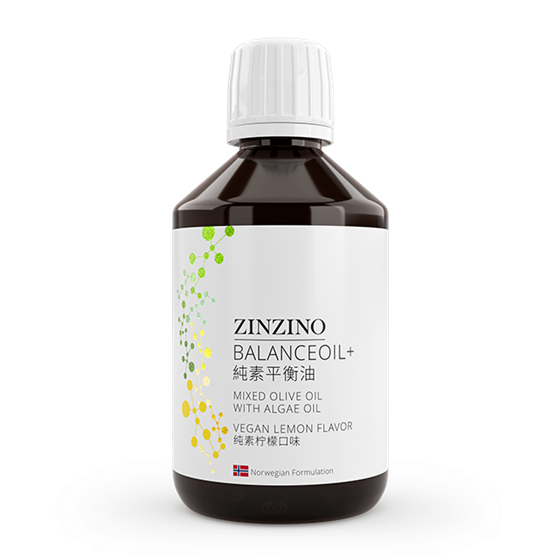 ZINZINO
BALANCEOIL+
純素平衡油
MIXED OLIVE OIL
WITH ALGAE OIL
VEGAN LEMON FLAVOR
纯素柠檬口味
Norwegian Formulation